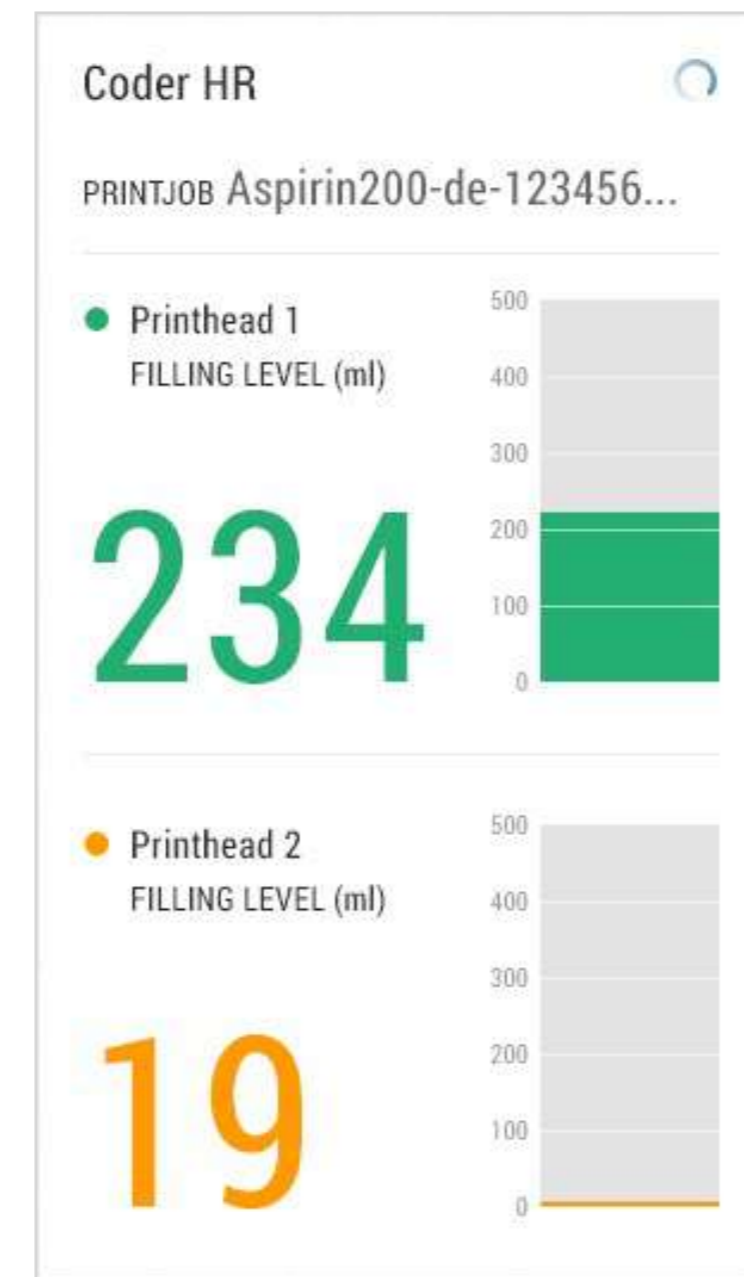 Coder HR
PRINTJOB Aspirin200-de-123456...
Printhead 1
FILLING LEVEL (ml)
234
500
400
300
200
100
0
Printhead 2
FILLING LEVEL (ml)
19
500
400
300
200
100
0